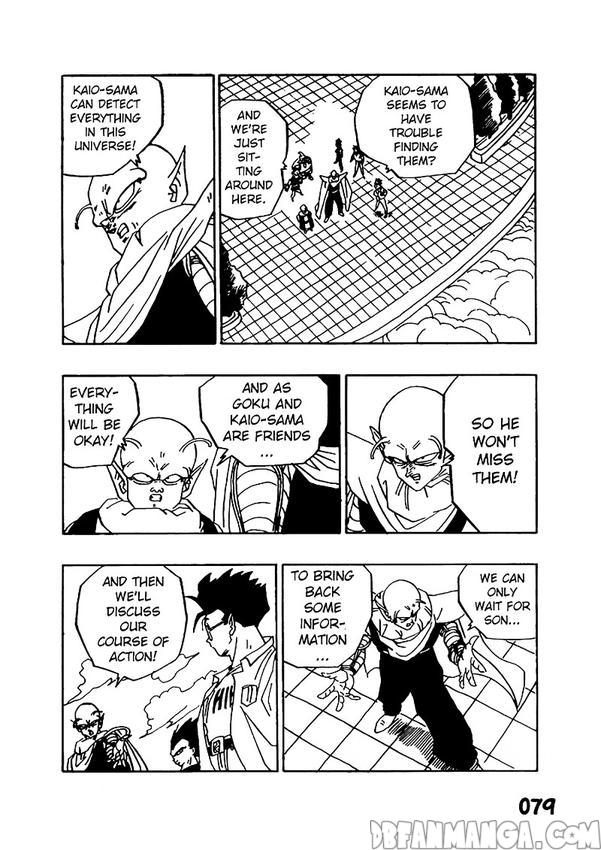 KAIO-SAMA
SEEMS TO
HAVE
TROUBLE
FINDING
THEM?
AND
WE'RE
JUST
SIT-
TING
AROUND
HERE.
KAIO-SAMA
CAN DETECT
EVERYTHING
IN THIS
UNIVERSE!
SO HE
WON'T
MISS
THEM!
AND AS
GOKU AND
KAIO-SAMA
ARE FRIENDS
...
EVERY-
THING
WILL BE
OKAY!
WE CAN
ONLY
WAIT FOR
SON...
TO BRING
BACK
SOME
INFOR-
MATION
...
AND THEN
WE'LL
DISCUSS
OUR
COURSE OF
ACTION!
079
DBFANMANGA.COM